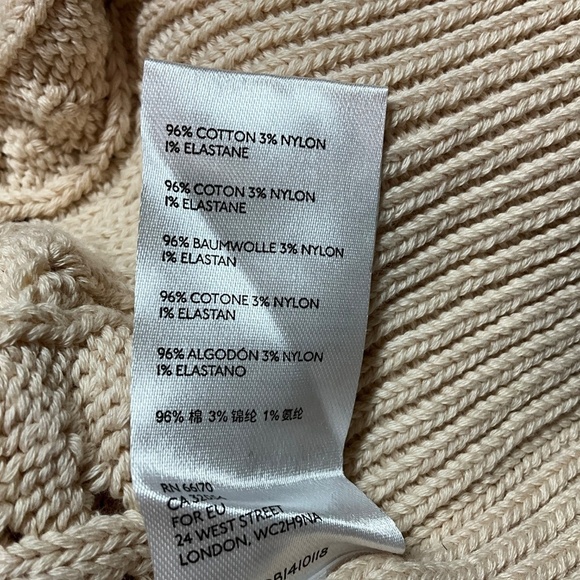 96% COTTON 3% NYLON
1% ELASTANE
96% COTON 3% NYLON
1% ELASTANE
96% BAUMWOLLE 3% NYLON
1% ELASTAN
96% COTONE 3% NYLON
1% ELASTAN
96% ALGODÓN 3% NYLON
1% ELASTANO
96% 棉 3% 锦纶 1% 氨纶
RN 66170
CA
FOR EU
24 WEST STREET
LONDON, WC2H9NA